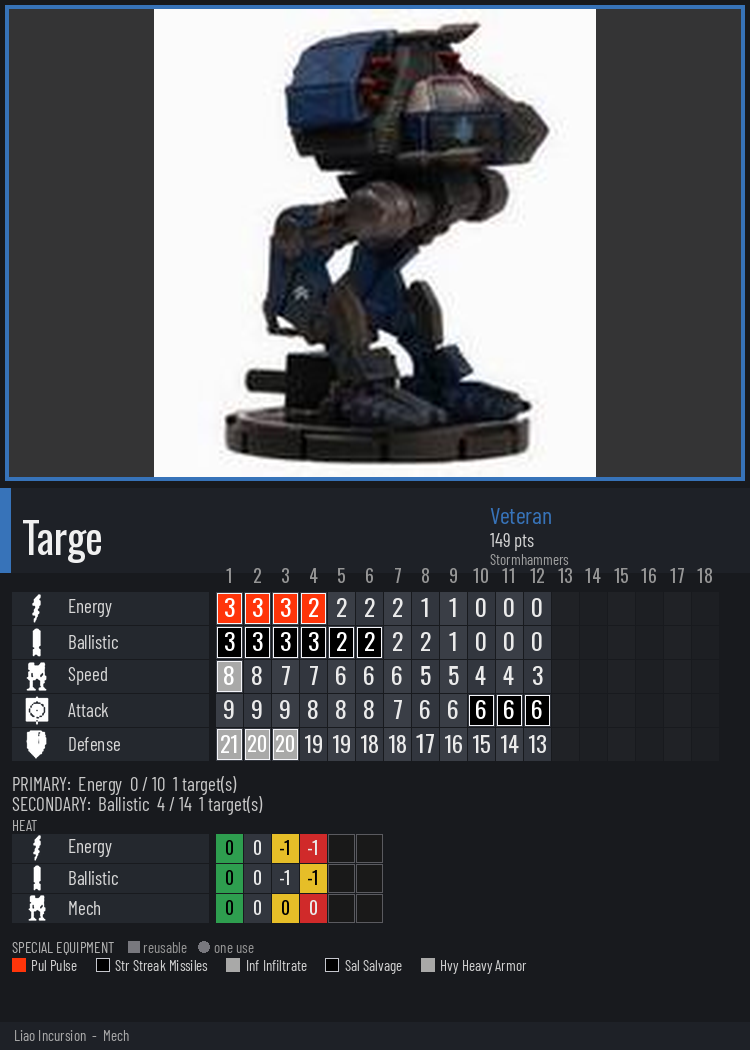 Targe
Veteran
149 pts
Stormhammers
1 2 3 4 5 6 7 8 9 10 11 12 13 14 15 16 17 18
Energy 3 3 3 2 2 2 2 1 1 0 0 0
Ballistic 3 3 3 3 2 2 2 2 1 0 0 0
Speed 8 8 7 7 6 6 6 5 5 4 4 3
Attack 9 9 9 8 8 8 7 6 6 6 6 6
Defense 21 20 20 19 19 18 18 17 16 15 14 13
PRIMARY: Energy 0 / 10 1 target(s)
SECONDARY: Ballistic 4 / 14 1 target(s)
HEAT
Energy 0 0 -1 -1
Ballistic 0 0 -1 -1
Mech 0 0 0 0
SPECIAL EQUIPMENT reusable one use
Pul Pulse Str Streak Missiles Inf Infiltrate Sal Salvage Hvy Heavy Armor
Liao Incursion - Mech